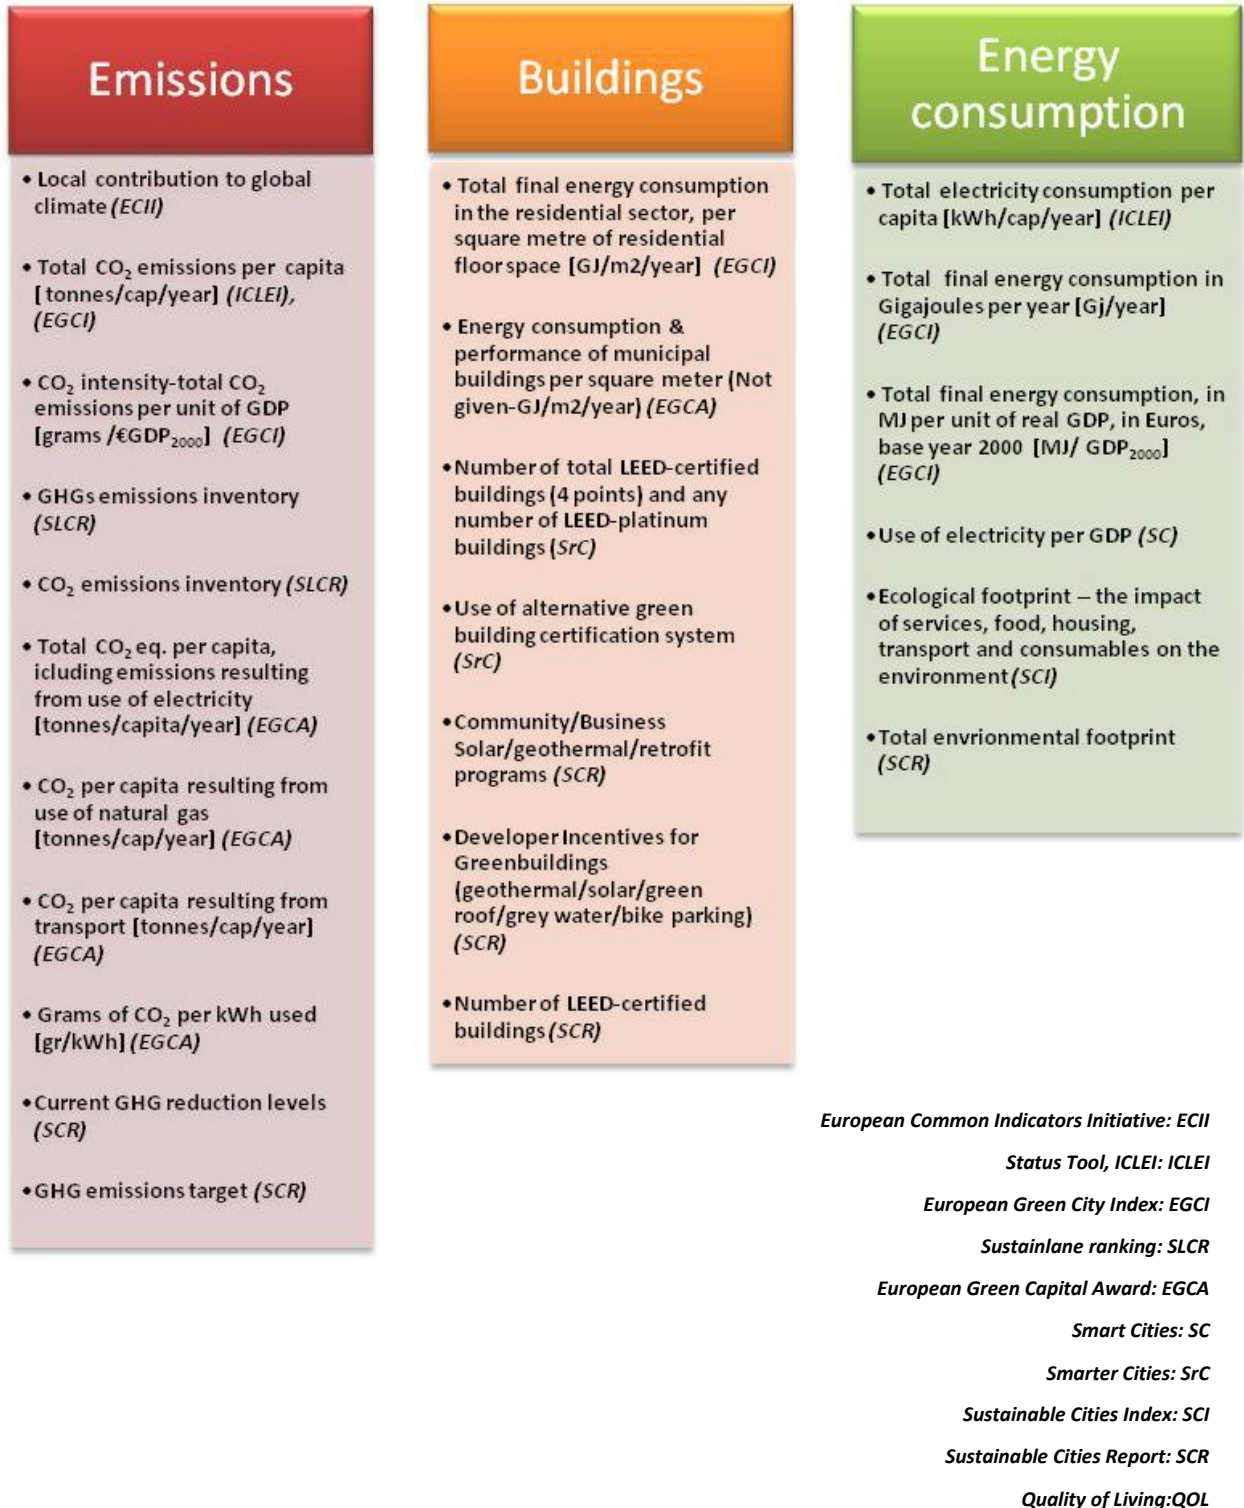 Emissions
• Local contribution to global
climate (ECII)
• Total CO₂ emissions per capita
[ tonnes/cap/year] (ICLEI),
(EGCI)
• CO₂ intensity-total CO₂
emissions per unit of GDP
[grams /€GDP₂₀₀₀] (EGCI)
• GHGs emissions inventory
(SLCR)
• CO₂ emissions inventory (SLCR)
• Total CO₂ eq. per capita,
icluding emissions resulting
from use of electricity
[tonnes/capita/year] (EGCA)
• CO₂ per capita resulting from
use of natural gas
[tonnes/cap/year] (EGCA)
• CO₂ per capita resulting from
transport [tonnes/cap/year]
(EGCA)
• Grams of CO₂ per kWh used
[gr/kWh] (EGCA)
• Current GHG reduction levels
(SCR)
• GHG emissions target (SCR)
Buildings
• Total final energy consumption
in the residential sector, per
square metre of residential
floor space [GJ/m2/year] (EGCI)
• Energy consumption &
performance of municipal
buildings per square meter (Not
given-GJ/m2/year) (EGCA)
• Number of total LEED-certified
buildings (4 points) and any
number of LEED-platinum
buildings (SrC)
• Use of alternative green
building certification system
(SrC)
• Community/Business
Solar/geothermal/retrofit
programs (SCR)
• Developer Incentives for
Greenbuildings
(geothermal/solar/green
roof/grey water/bike parking)
(SCR)
• Number of LEED-certified
buildings (SCR)
Energy
consumption
• Total electricity consumption per
capita [kWh/cap/year] (ICLEI)
• Total final energy consumption in
Gigajoules per year [Gj/year]
(EGCI)
• Total final energy consumption, in
MJ per unit of real GDP, in Euros,
base year 2000 [MJ/ GDP₂₀₀₀]
(EGCI)
• Use of electricity per GDP (SC)
• Ecological footprint – the impact
of services, food, housing,
transport and consumables on the
environment (SCI)
• Total envrionmental footprint
(SCR)
European Common Indicators Initiative: ECII
Status Tool, ICLEI: ICLEI
European Green City Index: EGCI
Sustainlane ranking: SLCR
European Green Capital Award: EGCA
Smart Cities: SC
Smarter Cities: SrC
Sustainable Cities Index: SCI
Sustainable Cities Report: SCR
Quality of Living:QOL